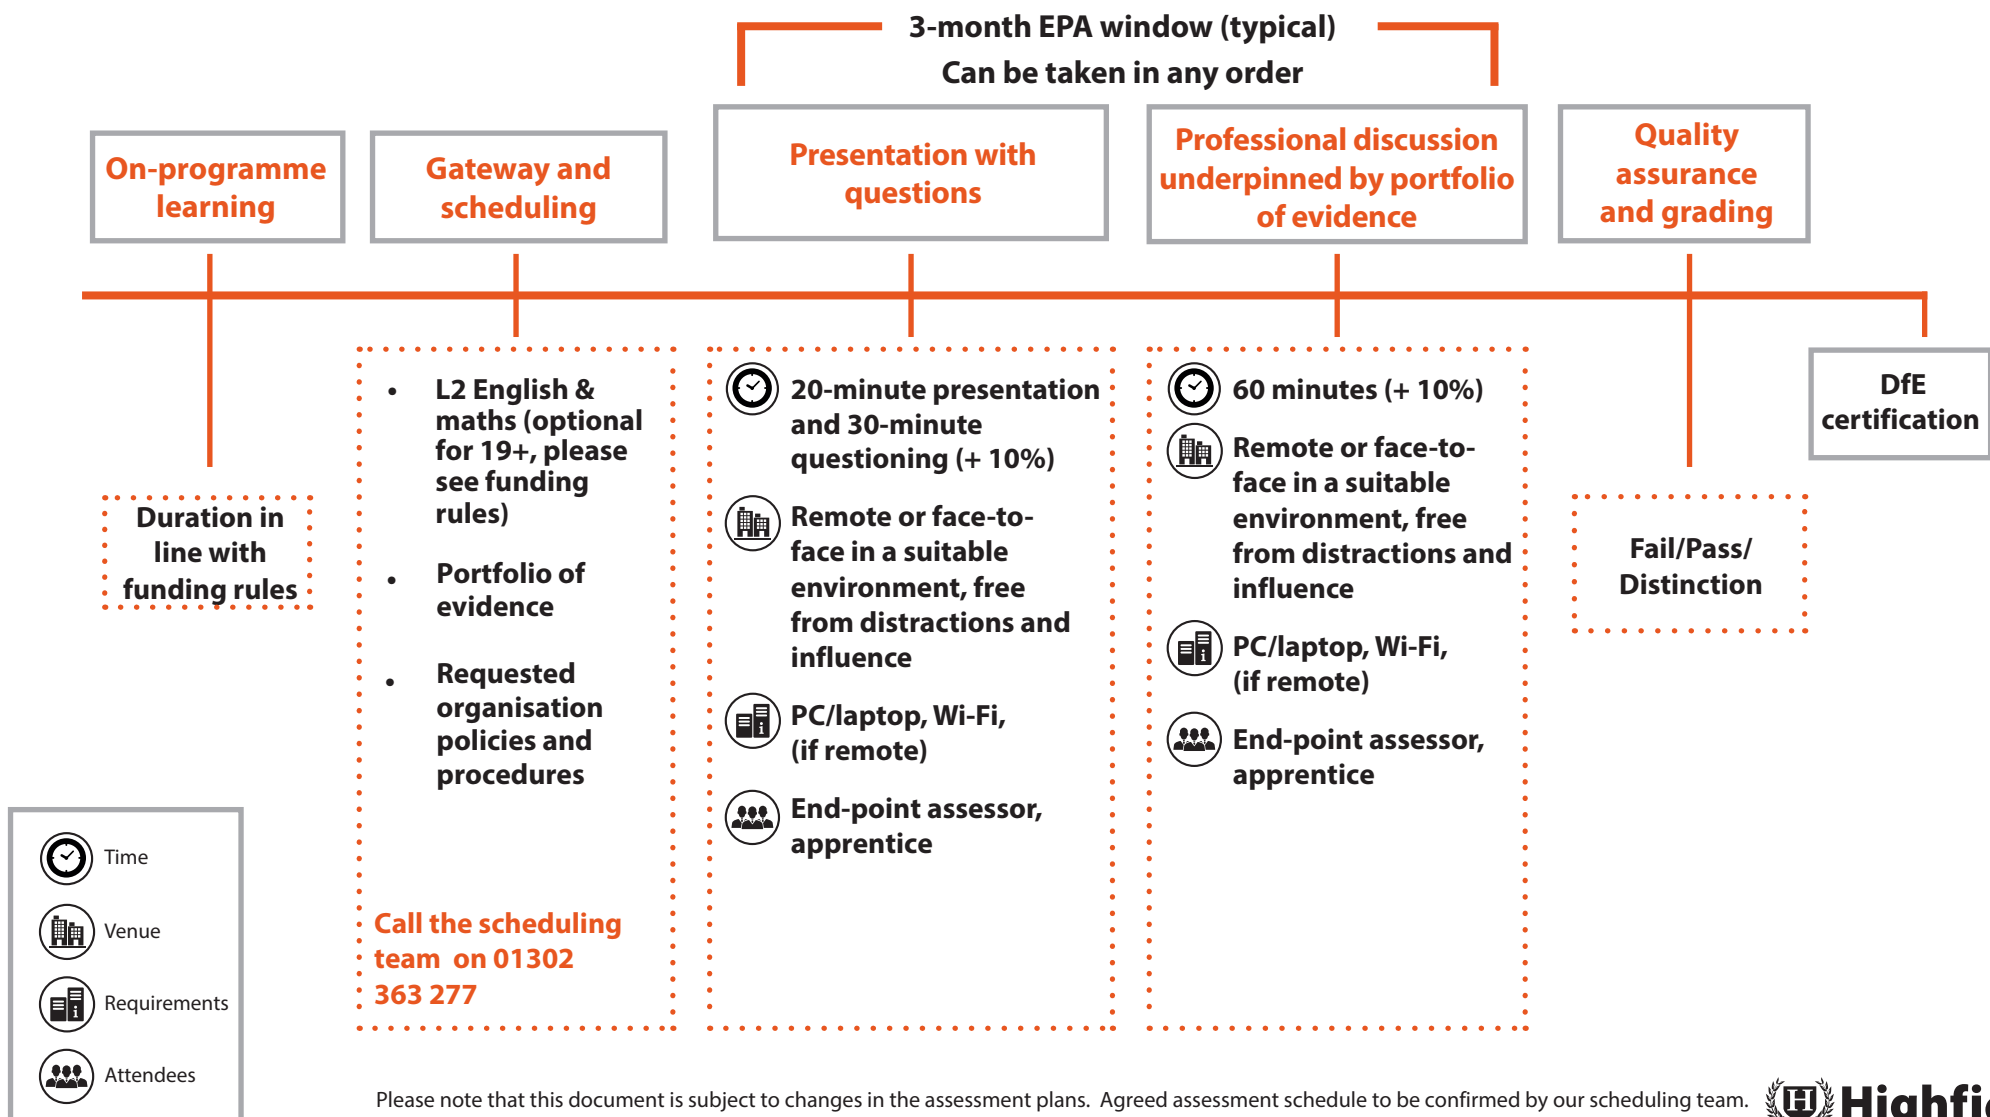 3-month EPA window (typical)
Can be taken in any order
On-programme
learning
Gateway and
scheduling
Presentation with
questions
Professional discussion
underpinned by portfolio
of evidence
Quality
assurance
and grading
Duration in
line with
funding rules
• L2 English &
maths (optional
for 19+, please
see funding
rules)
• Portfolio of
evidence
• Requested
organisation
policies and
procedures
Call the scheduling
team on 01302
363 277
20-minute presentation
and 30-minute
questioning (+ 10%)
Remote or face-to-
face in a suitable
environment, free
from distractions and
influence
PC/laptop, Wi-Fi,
(if remote)
End-point assessor,
apprentice
60 minutes (+ 10%)
Remote or face-to-
face in a suitable
environment, free
from distractions and
influence
PC/laptop, Wi-Fi,
(if remote)
End-point assessor,
apprentice
Fail/Pass/
Distinction
DfE
certification
Time
Venue
Requirements
Attendees
Please note that this document is subject to changes in the assessment plans. Agreed assessment schedule to be confirmed by our scheduling team.
H